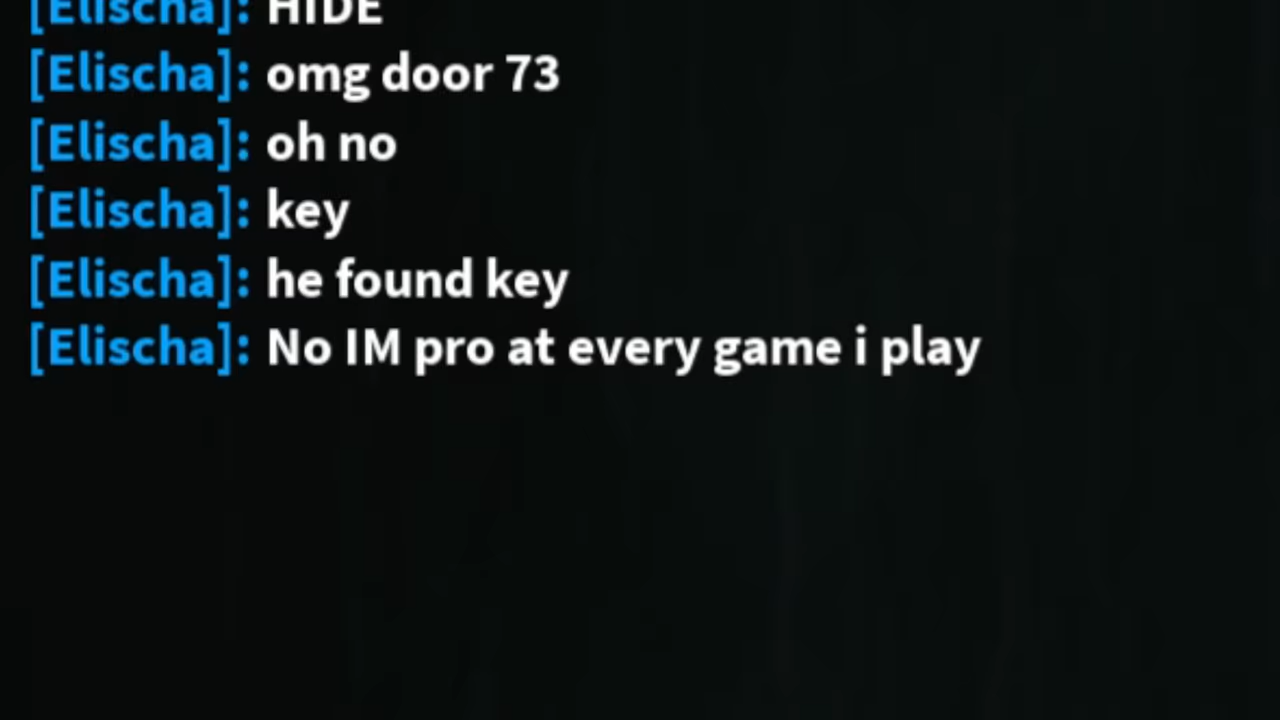 [Elischa]: HIDE
[Elischa]: omg door 73
[Elischa]: oh no
[Elischa]: key
[Elischa]: he found key
[Elischa]: No IM pro at every game i play